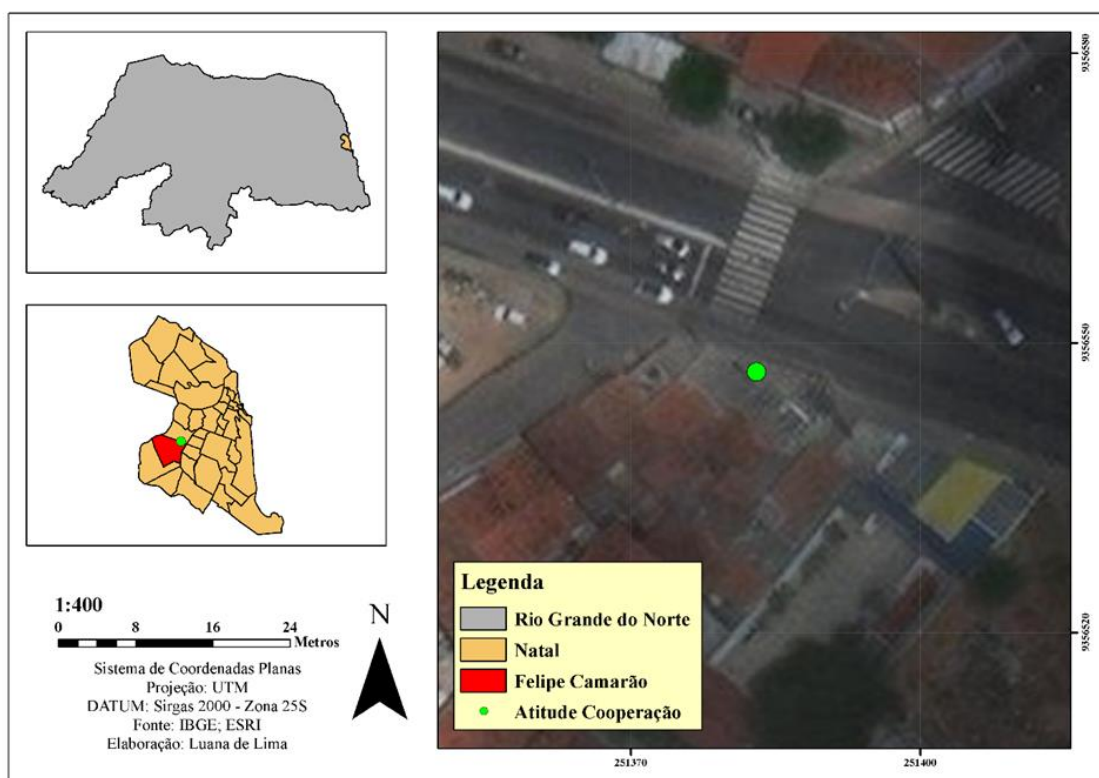 9356580
9356550
9356520
251370
251400
Legenda
Rio Grande do Norte
Natal
Felipe Camarão
Atitude Cooperação
1:400
N
0 4 8 16 24
Metros
Sistema de Coordenadas Planas
Projeção: UTM
DATUM: Sirgas 2000 - Zona 25S
Fonte: IBGE; ESRI
Elaboração: Luana de Lima